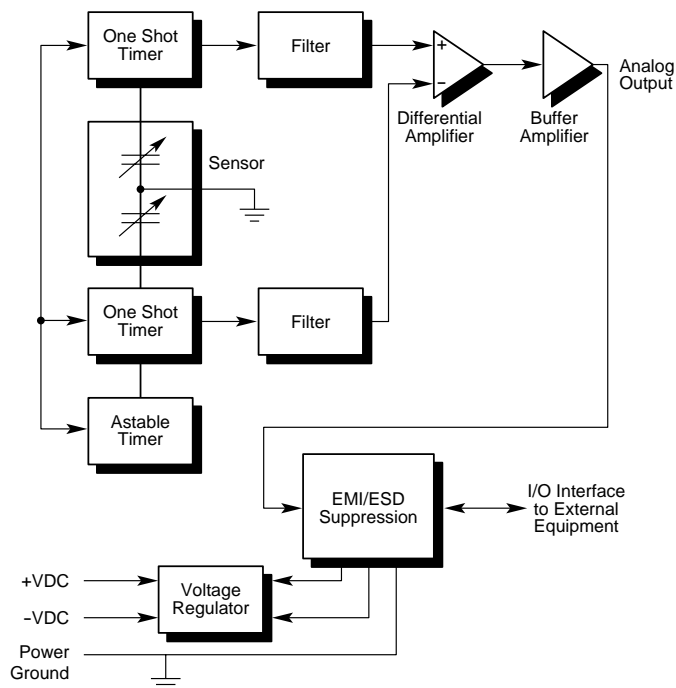 One Shot
Timer
Filter
+
−
Differential
Amplifier
Buffer
Amplifier
Analog
Output
Sensor
One Shot
Timer
Filter
Astable
Timer
EMI/ESD
Suppression
I/O Interface
to External
Equipment
+VDC
−VDC
Voltage
Regulator
Power
Ground